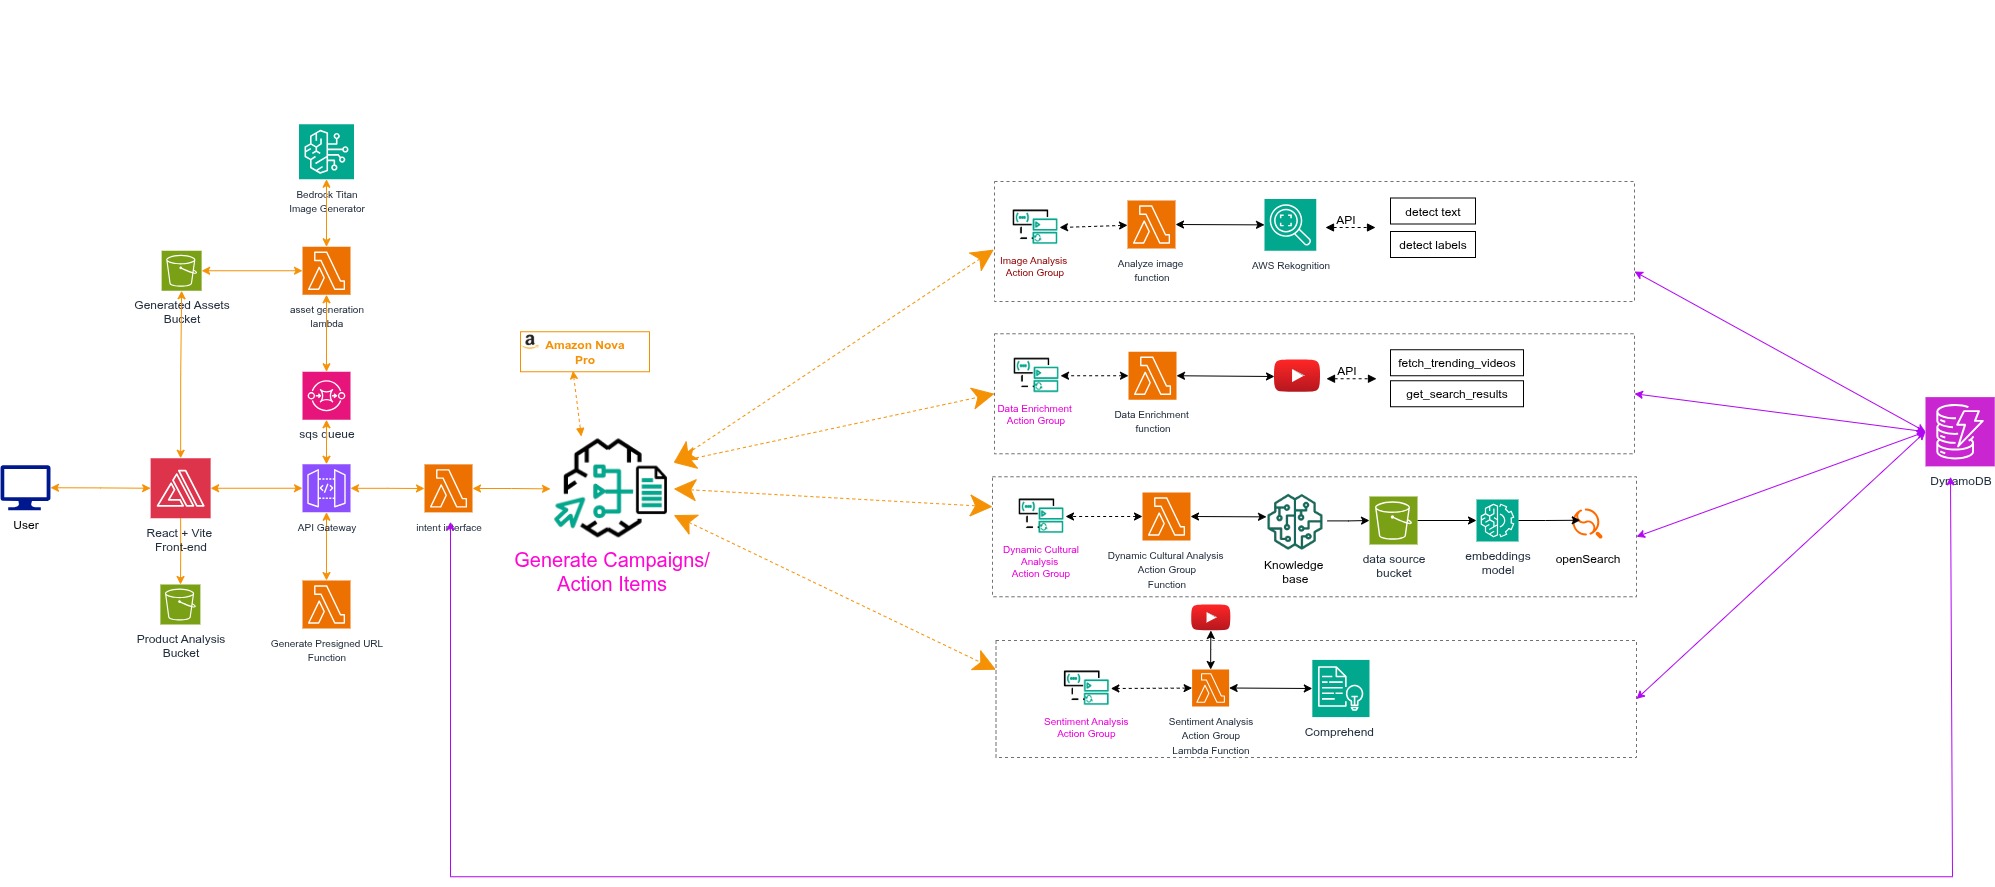 Bedrock Titan
Image Generator
Generated Assets
Bucket
asset generation
lambda
sqs queue
User
React + Vite
Front-end
API Gateway
intent interface
Product Analysis
Bucket
Generate Presigned URL
Function
a
Amazon Nova
Pro
Generate Campaigns/
Action Items
Image Analysis
Action Group
Analyze image
function
AWS Rekognition
API
detect text
detect labels
Data Enrichment
Action Group
Data Enrichment
function
API
fetch_trending_videos
get_search_results
Dynamic Cultural
Analysis
Action Group
Dynamic Cultural Analysis
Action Group
Function
Knowledge
base
data source
bucket
embeddings
model
openSearch
Sentiment Analysis
Action Group
Sentiment Analysis
Action Group
Lambda Function
Comprehend
DynamoDB